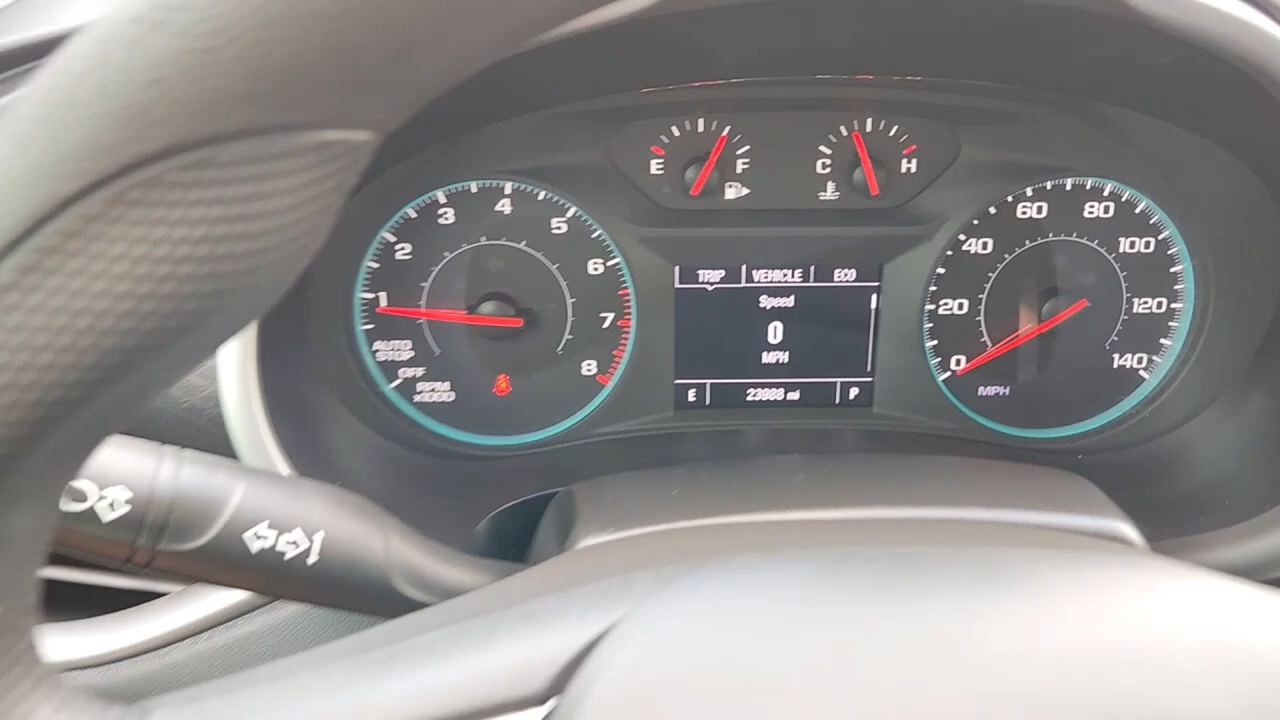 E F
C H
1 2 3 4 5 6 7 8
AUTO
STOP
OFF
RPM
x1000
TRIP VEHICLE ECO
Speed
0
MPH
E 23988 mi P
0 20 40 60 80 100 120 140
MPH